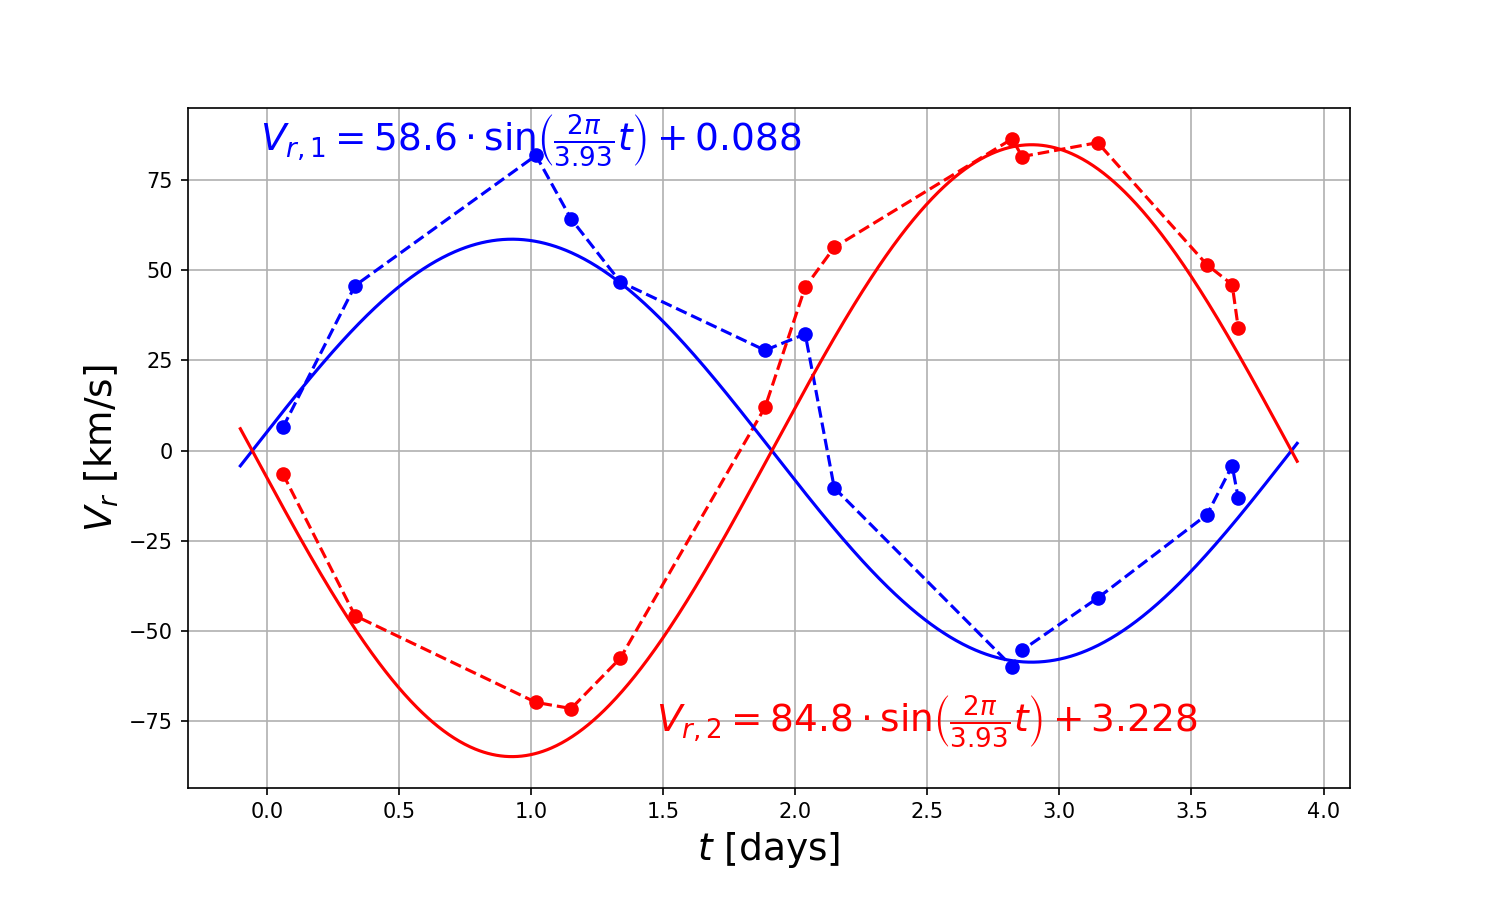 V_{r,1} = 58.6 · sin(\frac{2π}{3.93}t) + 0.088
75
50
25
0
−25
−50
−75
V_r [km/s]
V_{r,2} = 84.8 · sin(\frac{2π}{3.93}t) + 3.228
0.0 0.5 1.0 1.5 2.0 2.5 3.0 3.5 4.0
t [days]